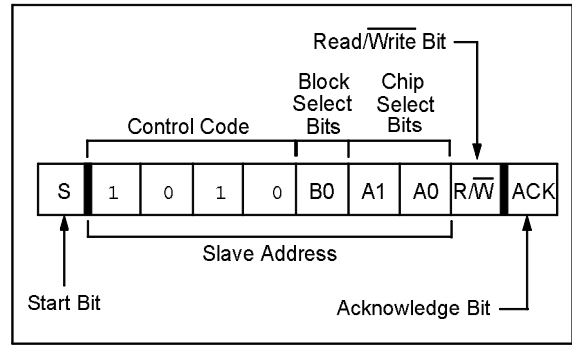 Read/Write Bit
Block
Select
Bits
Chip
Select
Bits
Control Code
S 1 0 1 0 B0 A1 A0 R/W ACK
Slave Address
Start Bit
Acknowledge Bit